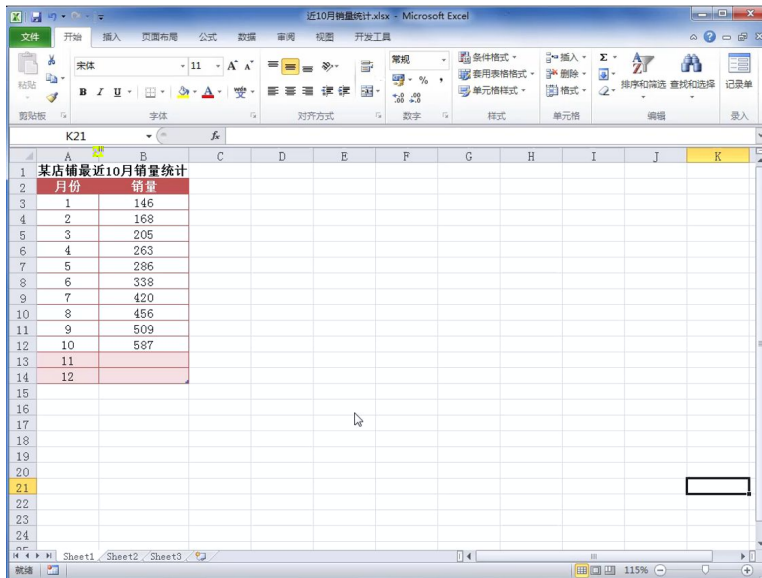 近10月销量统计.xlsx - Microsoft Excel
文件 开始 插入 页面布局 公式 数据 审阅 视图 开发工具
宋体 11 A A 常规 条件格式 插入 Σ
粘贴 套用表格格式 删除 排序和筛选 查找和选择 记录单
B I U A 变 % , 单元格样式 格式
剪贴板 字体 对齐方式 数字 样式 单元格 编辑 录入
K21 fx
A B C D E F G H I J K
1 某店铺最近10月销量统计
2 月份 销量
3 1 146
4 2 168
5 3 205
6 4 263
7 5 286
8 6 338
9 7 420
10 8 456
11 9 509
12 10 587
13 11
14 12
15
16
17
18
19
20
21
22
23
24
25
Sheet1 Sheet2 Sheet3
就绪 115%